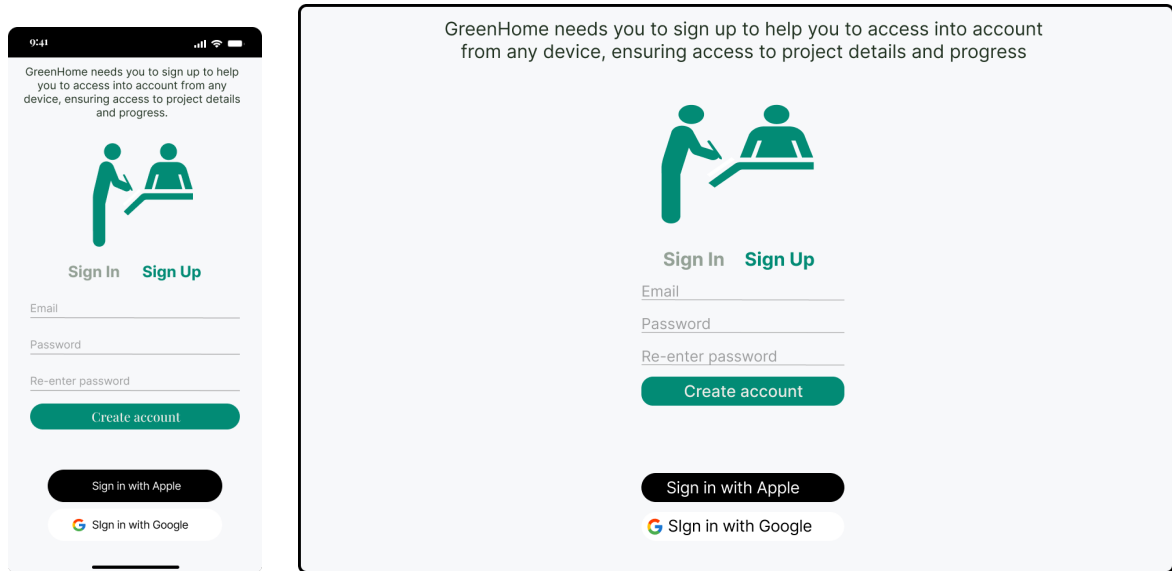 9:41
GreenHome needs you to sign up to help
you to access into account from any
device, ensuring access to project details
and progress.
Sign In Sign Up
Email
Password
Re-enter password
Create account
Sign in with Apple
SIgn in with Google
GreenHome needs you to sign up to help you to access into account
from any device, ensuring access to project details and progress
Sign In Sign Up
Email
Password
Re-enter password
Create account
Sign in with Apple
SIgn in with Google